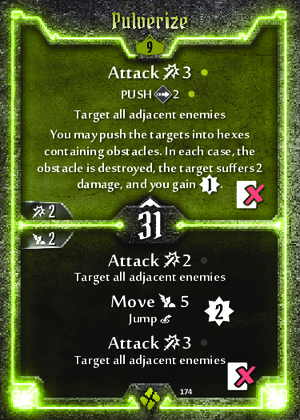 Pulverize
9
Attack 3
PUSH 2
Target all adjacent enemies
You may push the targets into hexes
containing obstacles. In each case, the
obstacle is destroyed, the target suffers 2
damage, and you gain 1.
2
31
2
Attack 2
Target all adjacent enemies
Move 5
Jump
2
Attack 3
Target all adjacent enemies
174